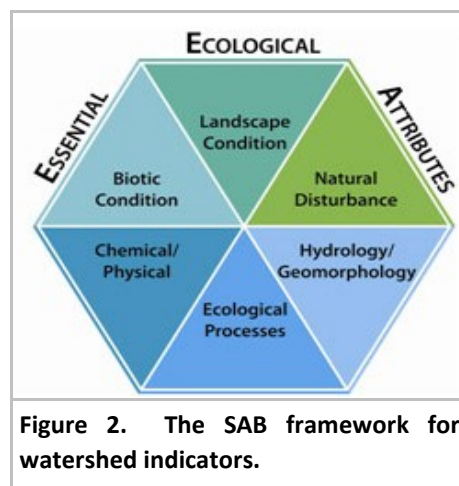 ESSENTIAL
ECOLOGICAL
ATTRIBUTES
Landscape
Condition
Biotic
Condition
Natural
Disturbance
Chemical/
Physical
Hydrology/
Geomorphology
Ecological
Processes
Figure 2. The SAB framework for
watershed indicators.